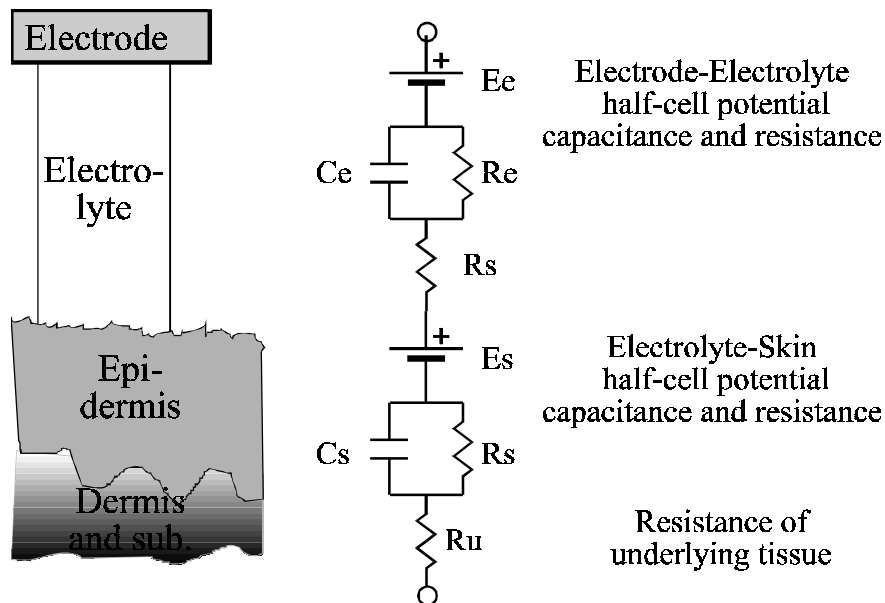 Electrode
Electro-
lyte
Epi-
dermis
Dermis
and sub.
+
Ee
Ce
Re
Rs
+
Es
Cs
Rs
Ru
Electrode-Electrolyte
half-cell potential
capacitance and resistance
Electrolyte-Skin
half-cell potential
capacitance and resistance
Resistance of
underlying tissue